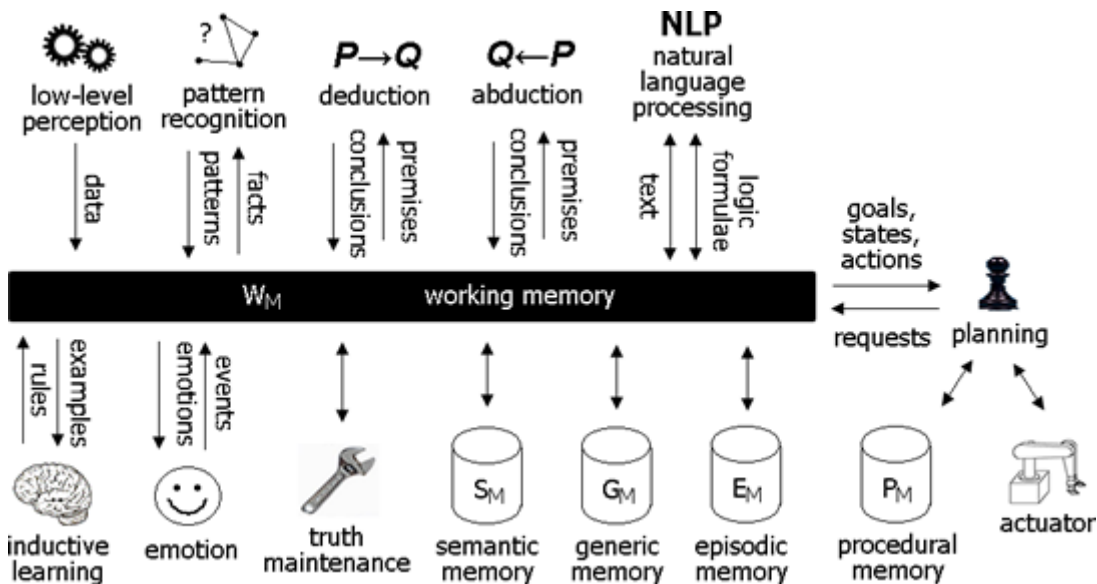 ?
low-level
perception
pattern
recognition
P→Q
deduction
Q←P
abduction
NLP
natural
language
processing
data
patterns
facts
conclusions
premises
conclusions
premises
text
logic
formulae
goals,
states,
actions
requests
planning
WM
working memory
rules
examples
emotions
events
inductive
learning
emotion
truth
maintenance
SM
semantic
memory
GM
generic
memory
EM
episodic
memory
PM
procedural
memory
actuator